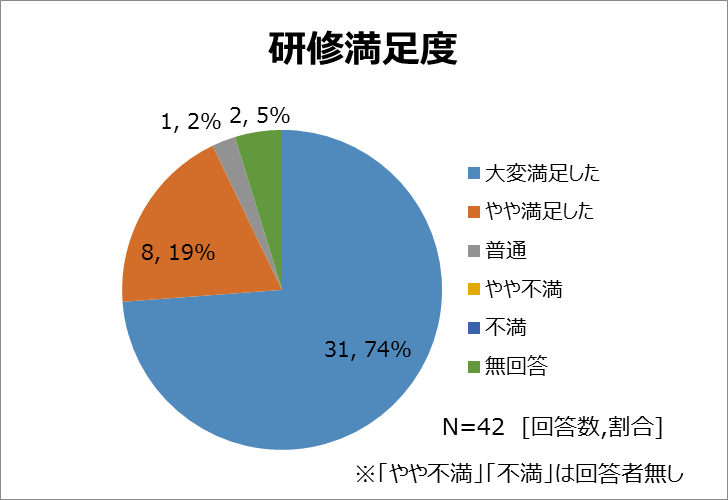 研修満足度
1, 2%
2, 5%
8, 19%
31, 74%
大変満足した
やや満足した
普通
やや不満
不満
無回答
N=42 [回答数,割合]
※「やや不満」「不満」は回答者無し